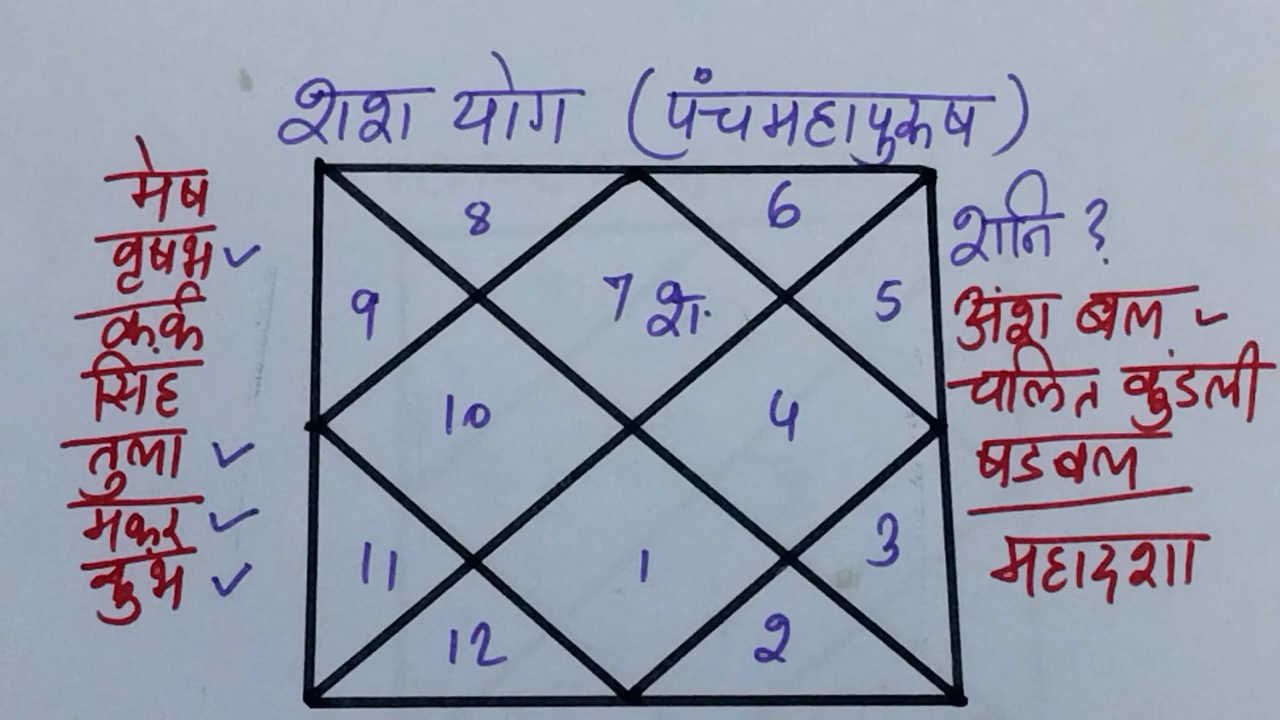 शश योग (पंचमहापुरुष)
मेष
वृषभ ✓
कर्क
सिंह
तुला ✓
मकर ✓
कुंभ ✓
8
6
9
7 श.
5
10
4
11
1
3
12
2
शनि ?
अंश बल ✓
चलित कुंडली
षडबल
महादशा